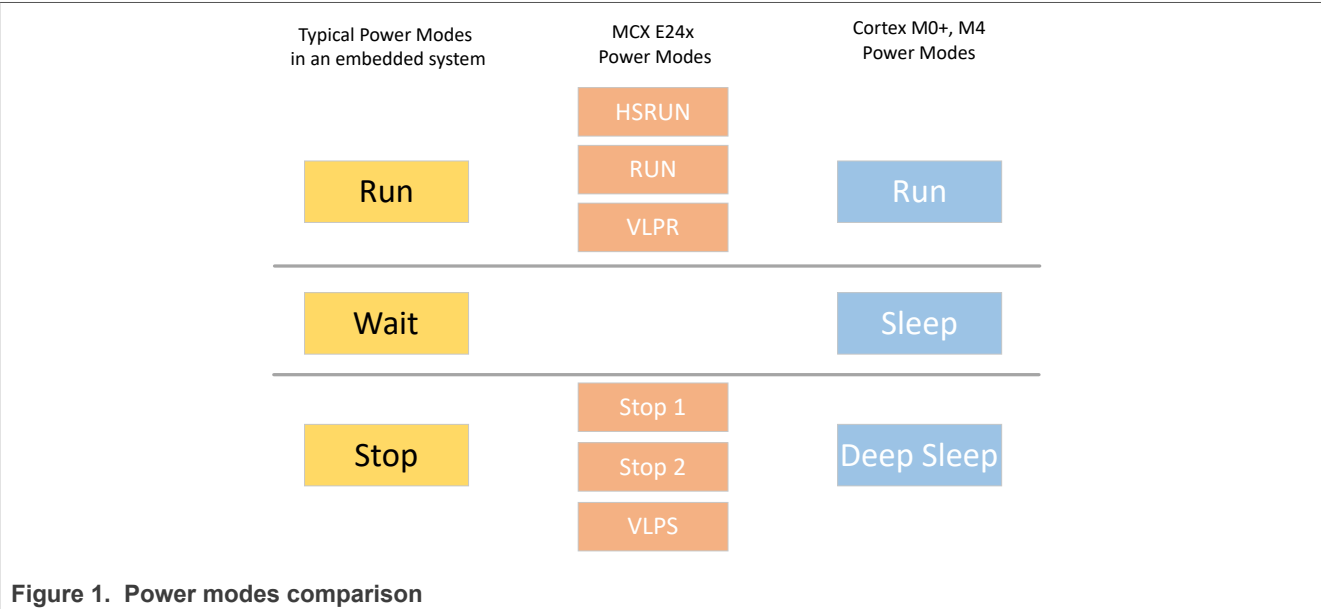 Typical Power Modes
in an embedded system
MCX E24x
Power Modes
Cortex M0+, M4
Power Modes
HSRUN
RUN
VLPR
Run
Run
Wait
Sleep
Stop
Stop 1
Stop 2
VLPS
Deep Sleep
Figure 1. Power modes comparison